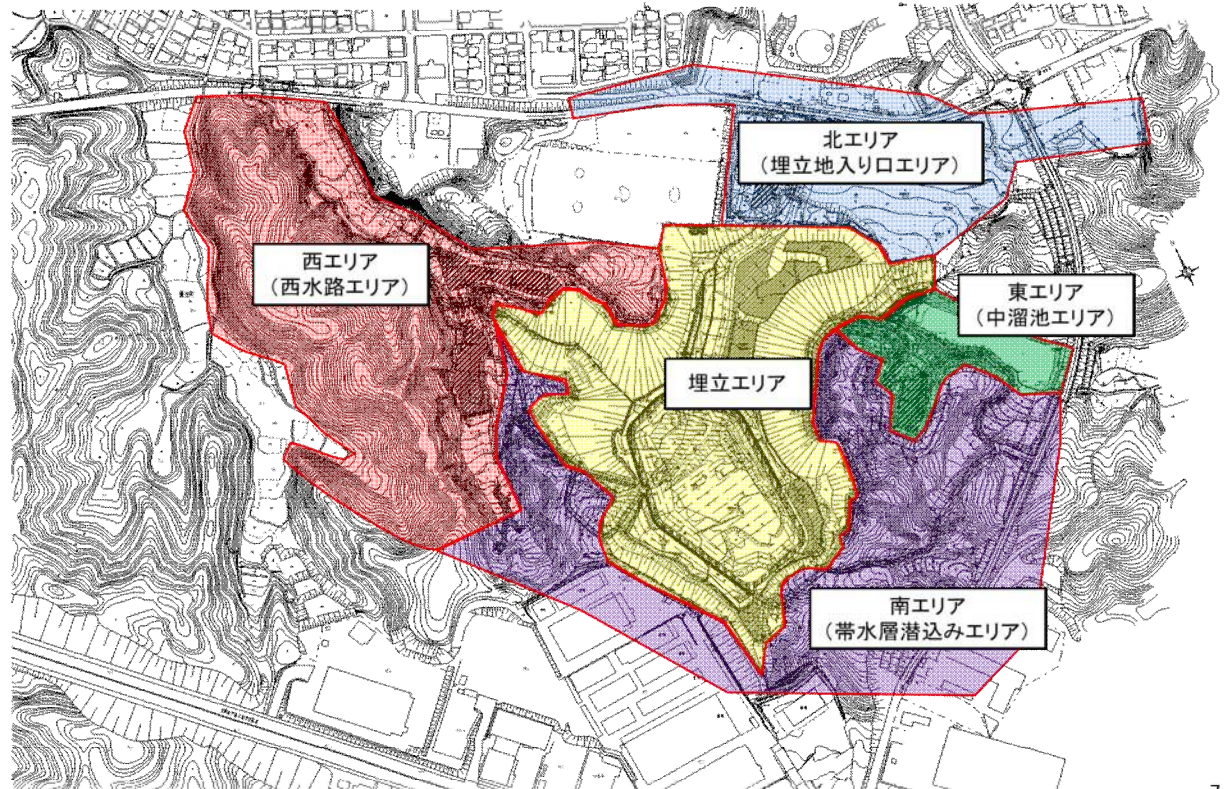 北エリア
（埋立地入り口エリア）
西エリア
（西水路エリア）
東エリア
（中溜池エリア）
埋立エリア
南エリア
（帯水層潜込みエリア）
7